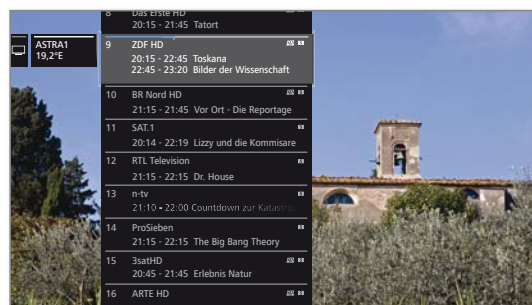 8 Das Erste HD
20:15 - 21:45 Tatort
ASTRA1
19,2°E
9 ZDF HD
20:15 - 22:45 Toskana
22:45 - 23:20 Bilder der Wissenschaft
10 BR Nord HD
21:15 - 21:45 Vor Ort - Die Reportage
11 SAT.1
20:14 - 22:19 Lizzy und die Kommisare
12 RTL Television
21:15 - 22:15 Dr. House
13 n-tv
21:10 - 22:00 Countdown zur Katastrop
14 ProSieben
21:15 - 22:15 The Big Bang Theory
15 3satHD
20:45 - 21:45 Erlebnis Natur
16 ARTE HD